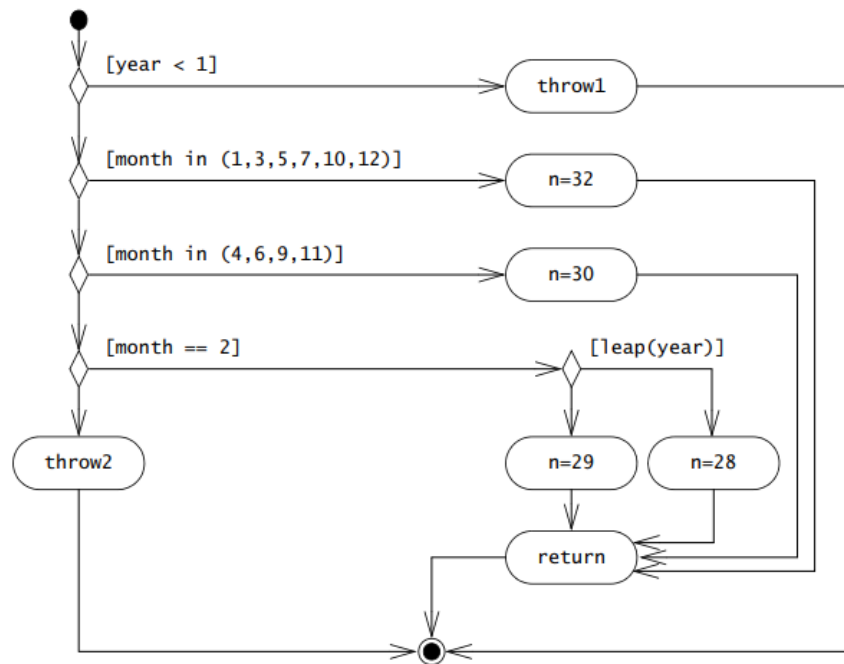 [year < 1]
throw1
[month in (1,3,5,7,10,12)]
n=32
[month in (4,6,9,11)]
n=30
[month == 2]
[leap(year)]
throw2
n=29
n=28
return